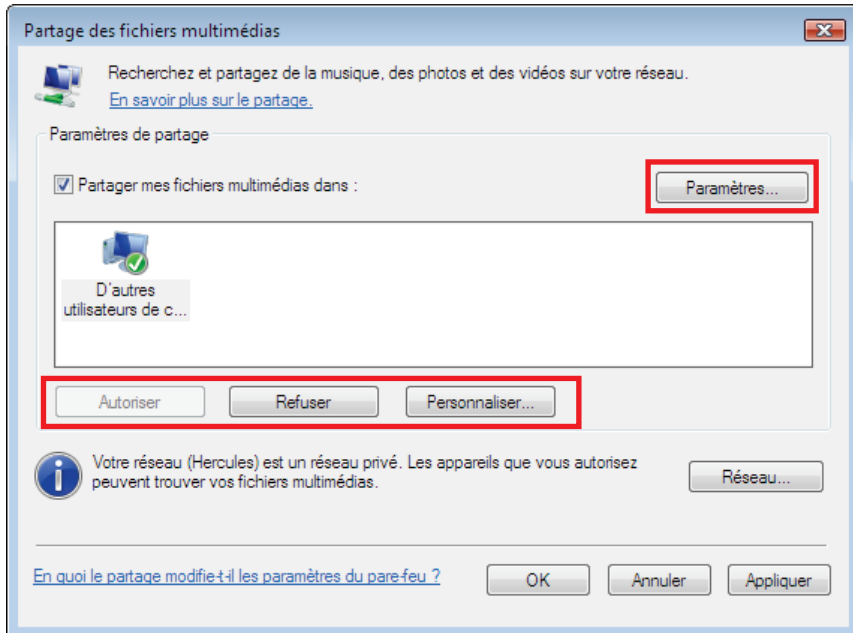 Partage des fichiers multimédias
Recherchez et partagez de la musique, des photos et des vidéos sur votre réseau.
En savoir plus sur le partage.
Paramètres de partage
Partager mes fichiers multimédias dans :
Paramètres...
D'autres
utilisateurs de c...
Autoriser
Refuser
Personnaliser...
Votre réseau (Hercules) est un réseau privé. Les appareils que vous autorisez
peuvent trouver vos fichiers multimédias.
Réseau...
En quoi le partage modifie-t-il les paramètres du pare-feu ?
OK
Annuler
Appliquer